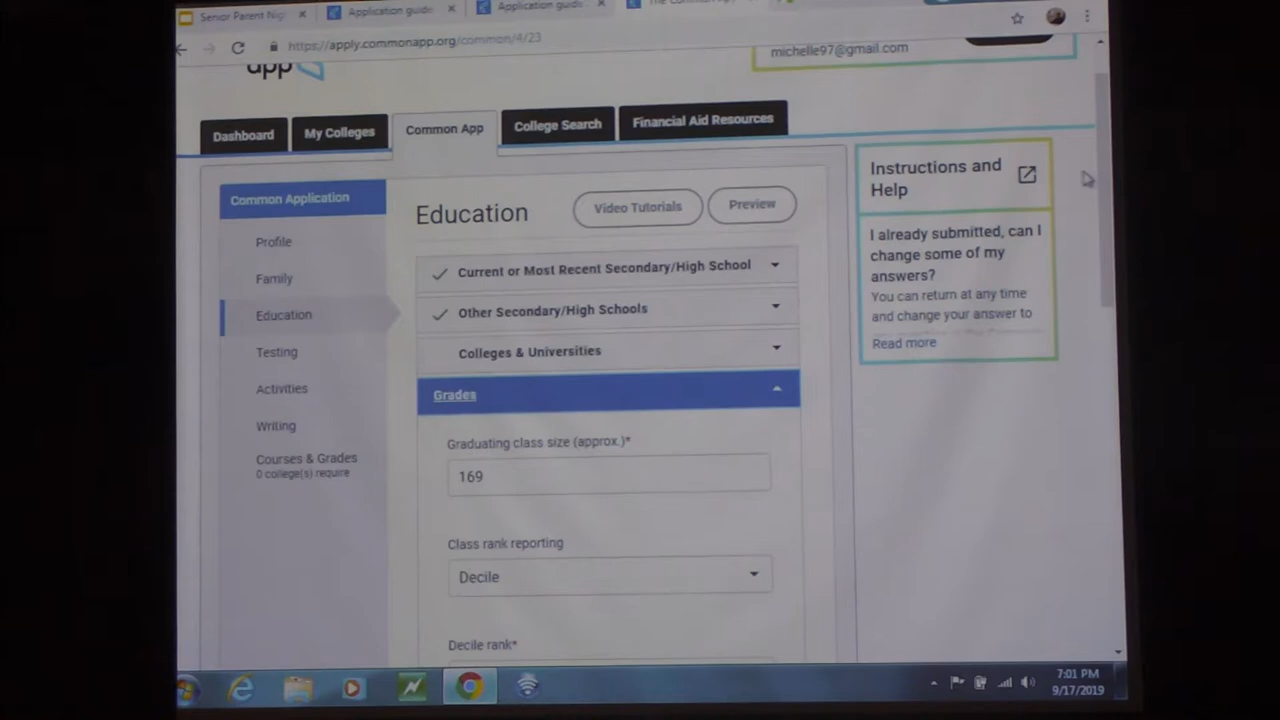 Senior Parent Nig
Application guide
Application guide
The Common App
https://apply.commonapp.org/common/4/23
app
michelle97@gmail.com
Dashboard
My Colleges
Common App
College Search
Financial Aid Resources
Common Application
Profile
Family
Education
Testing
Activities
Writing
Courses & Grades
0 college(s) require
Education
Video Tutorials
Preview
Current or Most Recent Secondary/High School
Other Secondary/High Schools
Colleges & Universities
Grades
Graduating class size (approx.)*
169
Class rank reporting
Decile
Decile rank*
Instructions and
Help
I already submitted, can I
change some of my
answers?
You can return at any time
and change your answer to
Read more
7:01 PM
9/17/2019